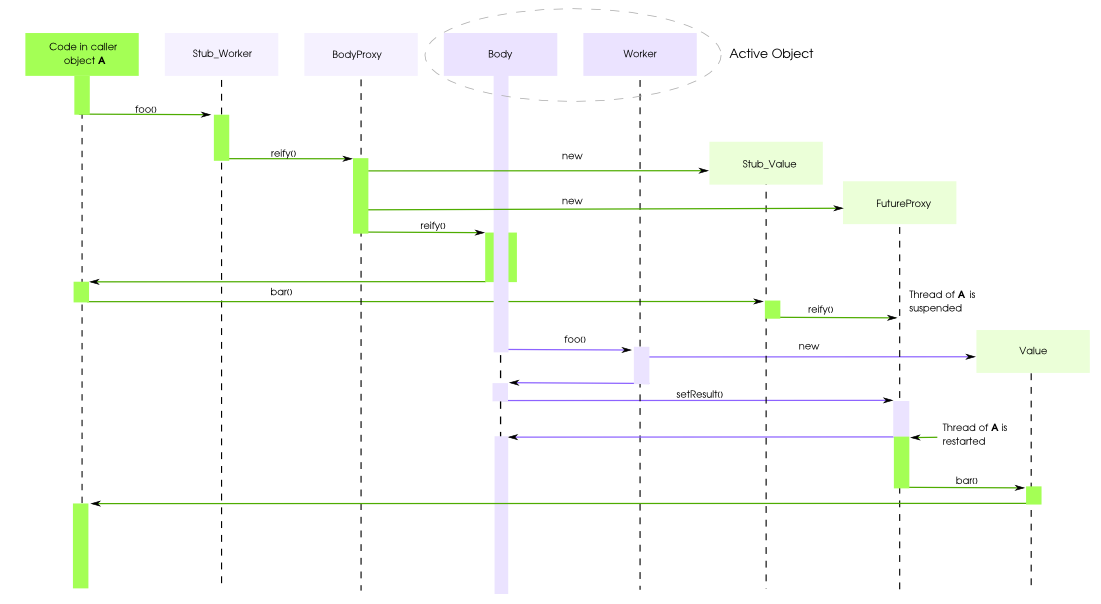 Code in caller
object A
Stub_Worker
BodyProxy
Body
Worker
Active Object
foo()
reify()
new
Stub_Value
new
FutureProxy
reify()
bar()
Thread of A is
suspended
reify()
foo()
new
Value
setResult()
Thread of A is
restarted
bar()